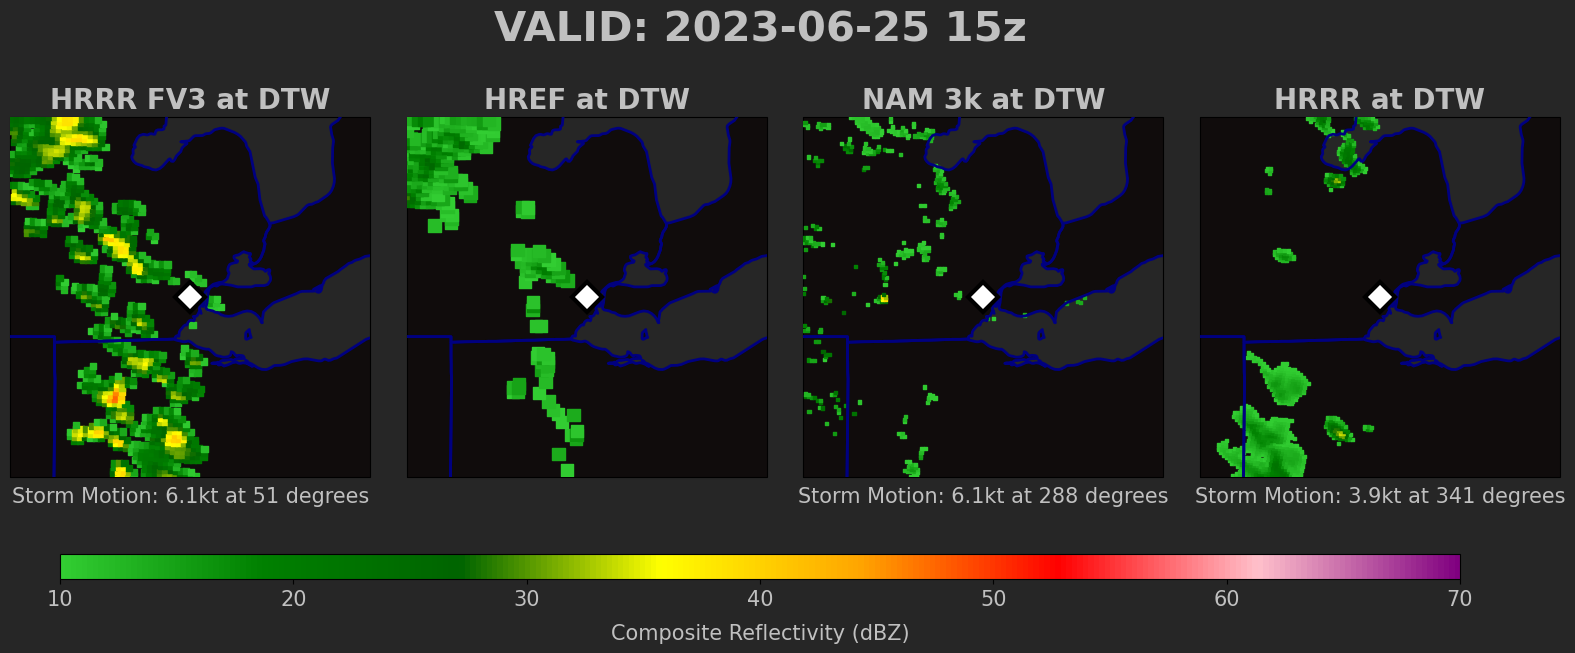 VALID: 2023-06-25 15z
HRRR FV3 at DTW
HREF at DTW
NAM 3k at DTW
HRRR at DTW
Storm Motion: 6.1kt at 51 degrees
Storm Motion: 6.1kt at 288 degrees
Storm Motion: 3.9kt at 341 degrees
10 20 30 40 50 60 70
Composite Reflectivity (dBZ)